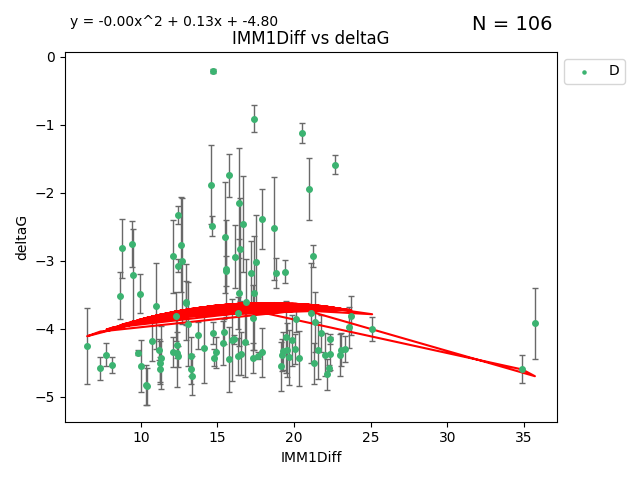 y = -0.00x^2 + 0.13x + -4.80
N = 106
IMM1Diff vs deltaG
D
0
−1
−2
−3
−4
−5
deltaG
10
15
20
25
30
35
IMM1Diff